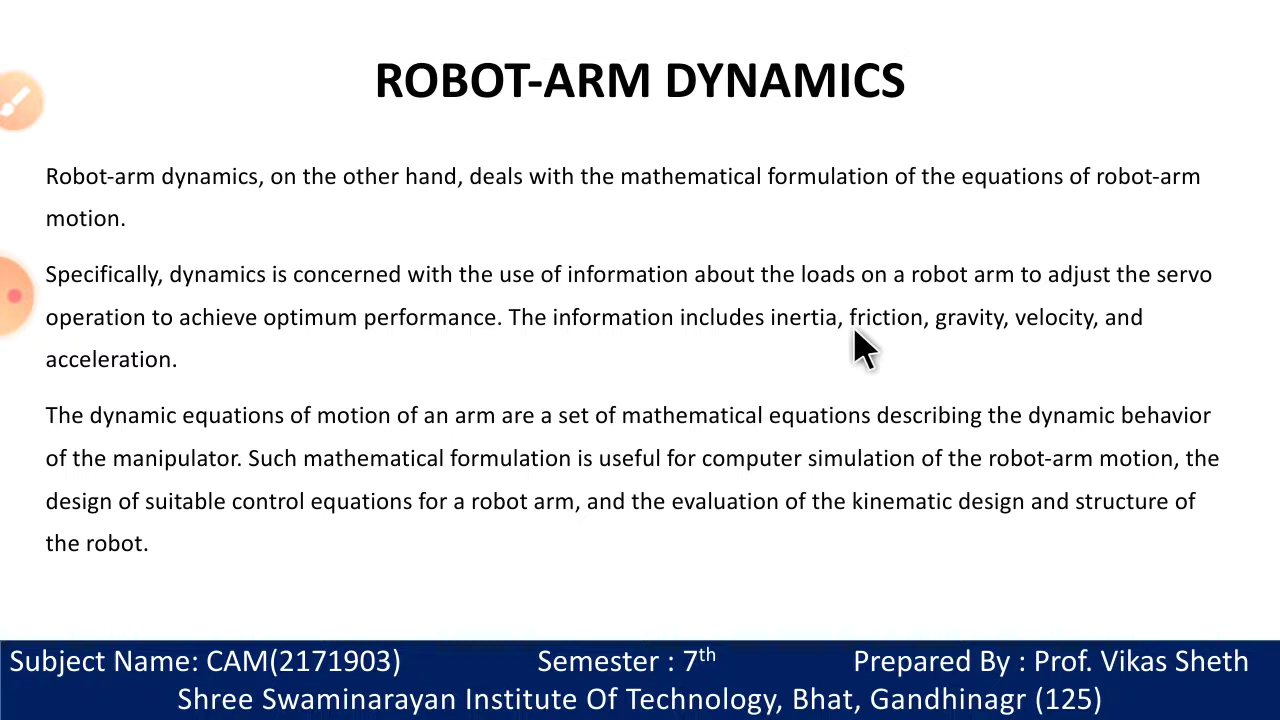 ROBOT-ARM DYNAMICS
Robot-arm dynamics, on the other hand, deals with the mathematical formulation of the equations of robot-arm
motion.
Specifically, dynamics is concerned with the use of information about the loads on a robot arm to adjust the servo
operation to achieve optimum performance. The information includes inertia, friction, gravity, velocity, and
acceleration.
The dynamic equations of motion of an arm are a set of mathematical equations describing the dynamic behavior
of the manipulator. Such mathematical formulation is useful for computer simulation of the robot-arm motion, the
design of suitable control equations for a robot arm, and the evaluation of the kinematic design and structure of
the robot.
Subject Name: CAM(2171903) Semester : 7th Prepared By : Prof. Vikas Sheth
Shree Swaminarayan Institute Of Technology, Bhat, Gandhinagr (125)